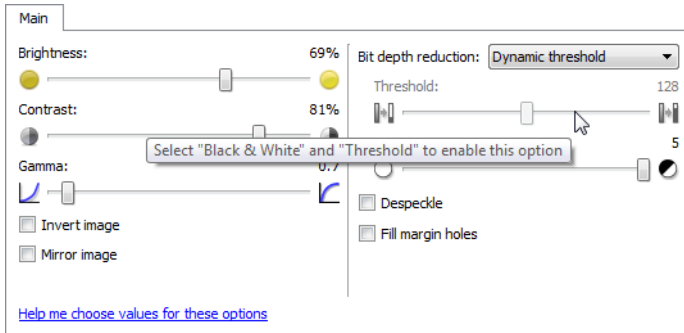 Main
Brightness: 69%
Contrast: 81%
Select "Black & White" and "Threshold" to enable this option
Gamma: 0.7
Invert image
Mirror image
Help me choose values for these options
Bit depth reduction: Dynamic threshold
Threshold: 128
5
Despeckle
Fill margin holes